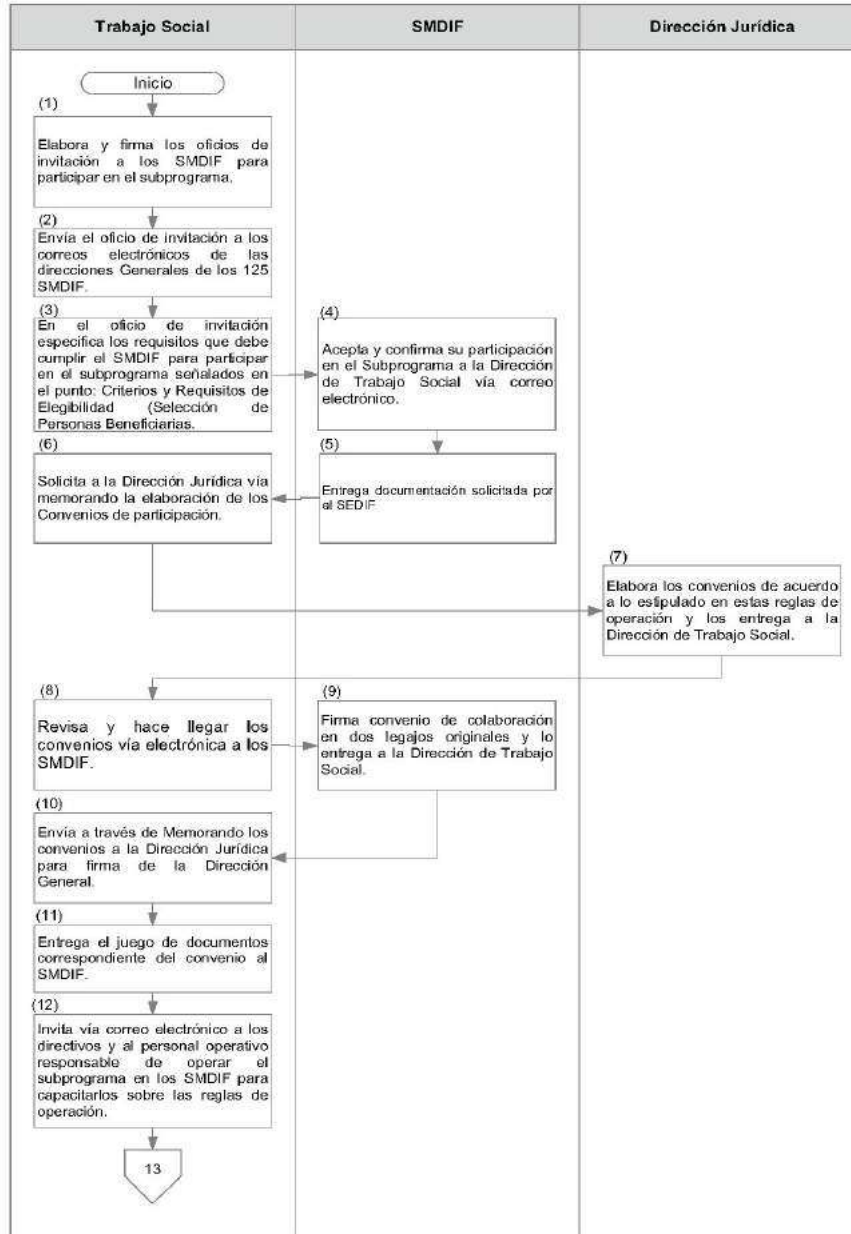 Trabajo Social
SMDIF
Dirección Jurídica
Inicio
(1)
Elabora y firma los oficios de
invitación a los SMDIF para
participar en el subprograma.
(2)
Envía el oficio de invitación a los
correos electrónicos de las
direcciones Generales de los 125
SMDIF.
(3)
En el oficio de invitación
especifica los requisitos que debe
cumplir el SMDIF para participar
en el subprograma señalados en
el punto: Criterios y Requisitos de
Elegibilidad (Selección de
Personas Beneficiarias.
(4)
Acepta y confirma su participación
en el Subprograma a la Dirección
de Trabajo Social vía correo
electrónico.
(5)
Entrega documentación solicitada por
el SEDIF
(6)
Solicita a la Dirección Jurídica vía
memorando la elaboración de los
Convenios de participación.
(7)
Elabora los convenios de acuerdo
a lo estipulado en estas reglas de
operación y los entrega a la
Dirección de Trabajo Social.
(8)
Revisa y hace llegar los
convenios vía electrónica a los
SMDIF.
(9)
Firma convenio de colaboración
en dos legajos originales y lo
entrega a la Dirección de Trabajo
Social.
(10)
Envía a través de Memorando los
convenios a la Dirección Jurídica
para firma de la Dirección
General.
(11)
Entrega el juego de documentos
correspondiente del convenio al
SMDIF.
(12)
Invita vía correo electrónico a los
directivos y al personal operativo
responsable de operar el
subprograma en los SMDIF para
capacitarlos sobre las reglas de
operación.
13